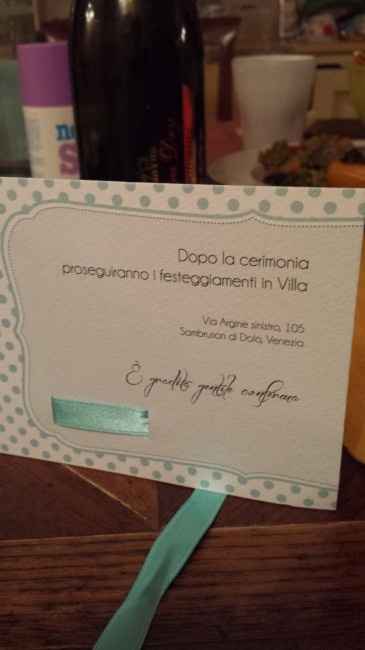 Dopo la cerimonia
proseguiranno i festeggiamenti in Villa
Via Argine sinistro, 105
Sambruson di Dolo, Venezia
È gradita gentile conferma